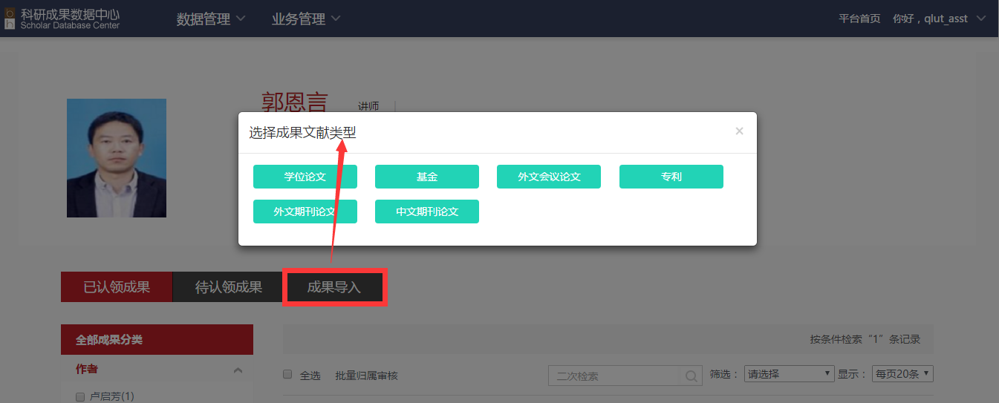 科研成果数据中心
Scholar Database Center
数据管理
业务管理
平台首页
你好，qlut_asst
郭恩言
讲师
选择成果文献类型
×
学位论文
基金
外文会议论文
专利
外文期刊论文
中文期刊论文
已认领成果
待认领成果
成果导入
全部成果分类
按条件检索“1”条记录
作者
全选
批量归属审核
二次检索
筛选：
请选择
显示：
每页20条
卢启芳(1)